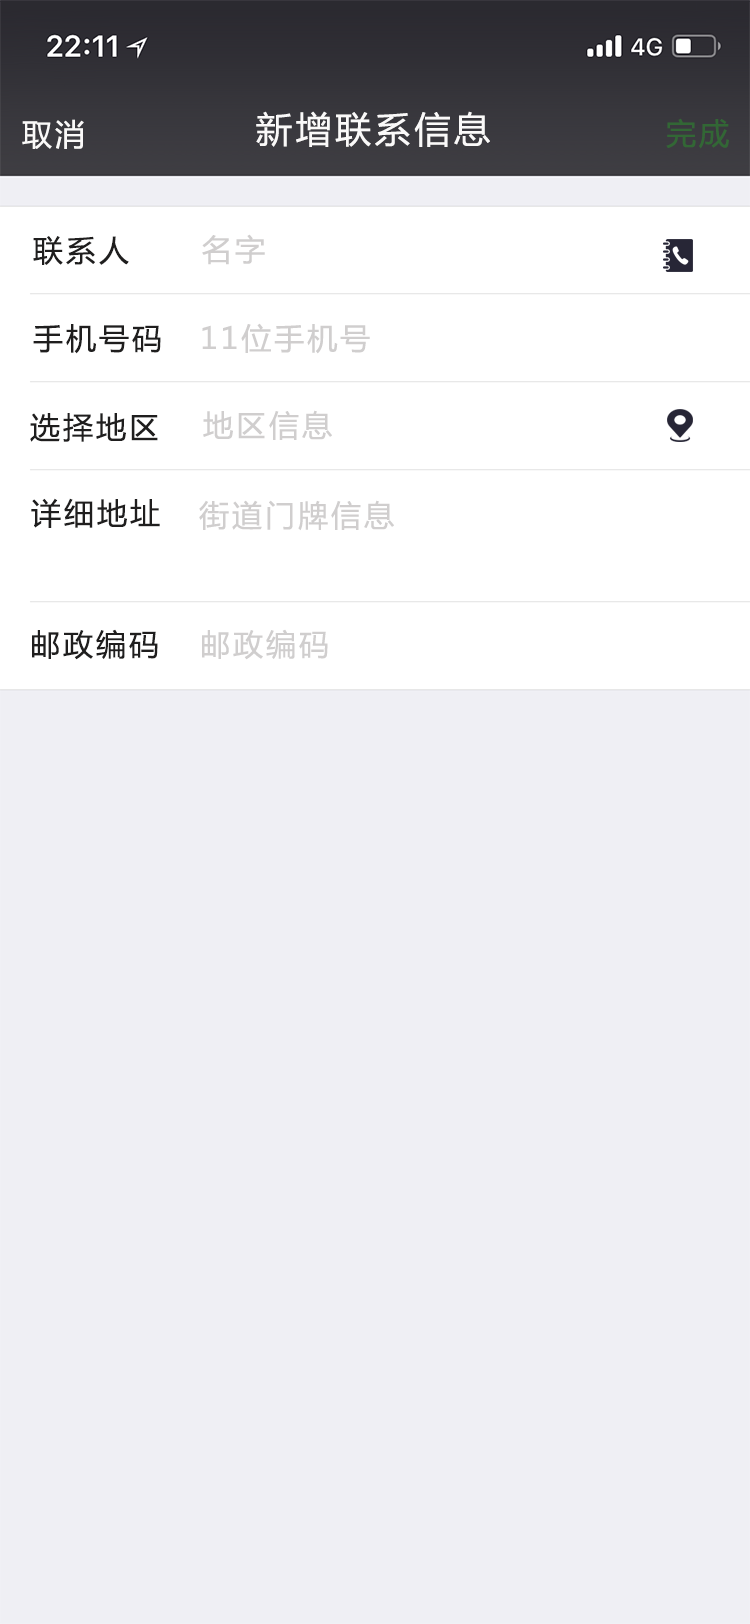 22:11 4G
取消 新增联系信息 完成
联系人 名字
手机号码 11位手机号
选择地区 地区信息
详细地址 街道门牌信息
邮政编码 邮政编码